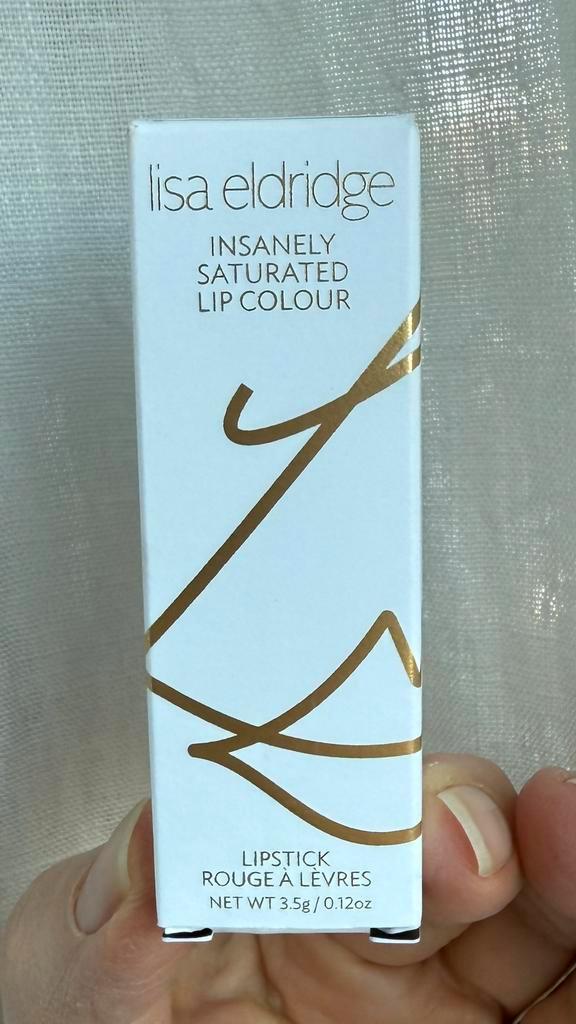 lisa eldridge
INSANELY
SATURATED
LIP COLOUR
LIPSTICK
ROUGE À LÈVRES
NET WT 3.5g / 0.12oz